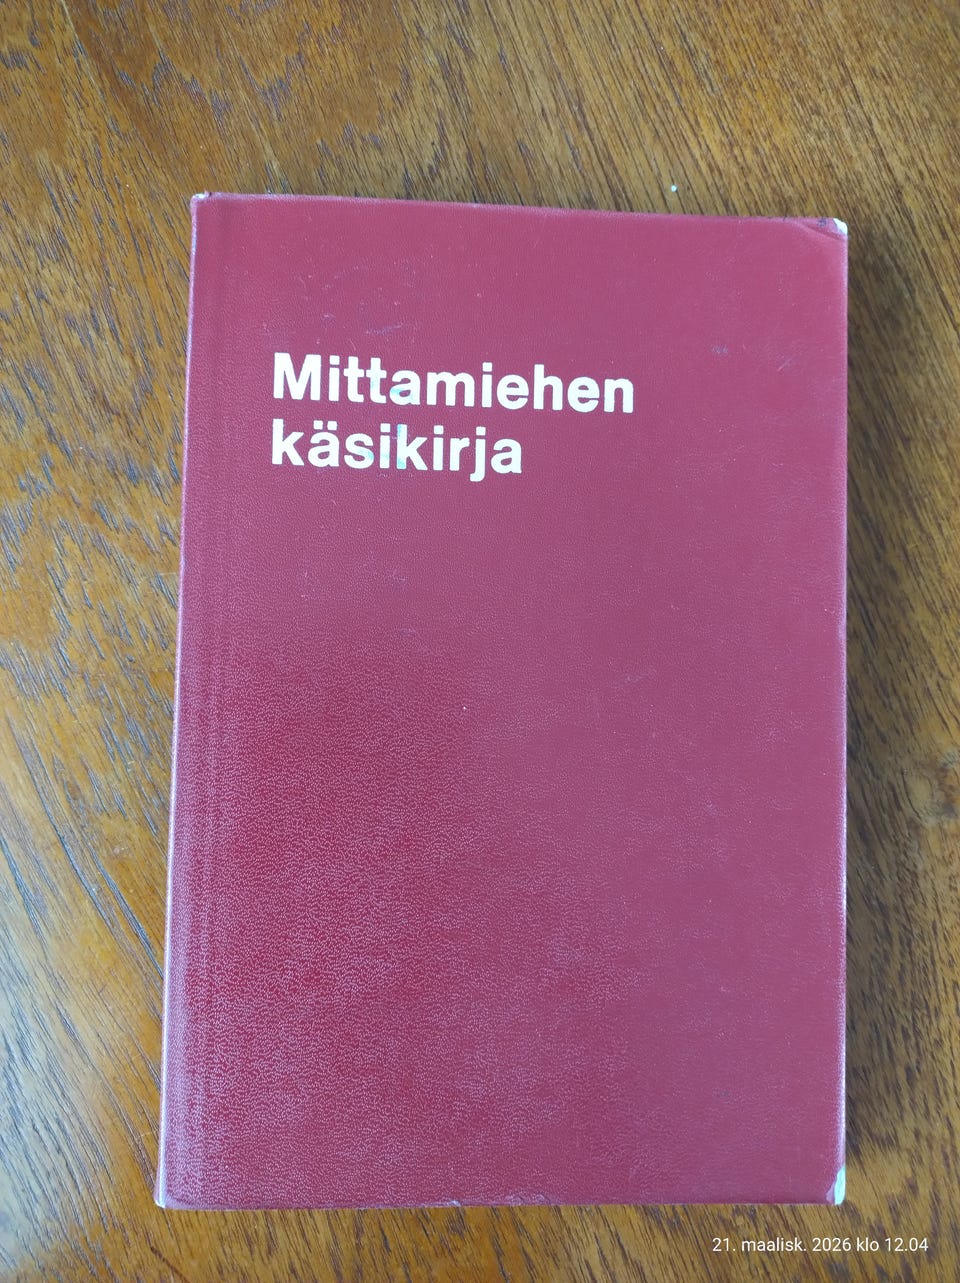 Mittamiehen
käsikirja
21. maalisk. 2026 klo 12.04